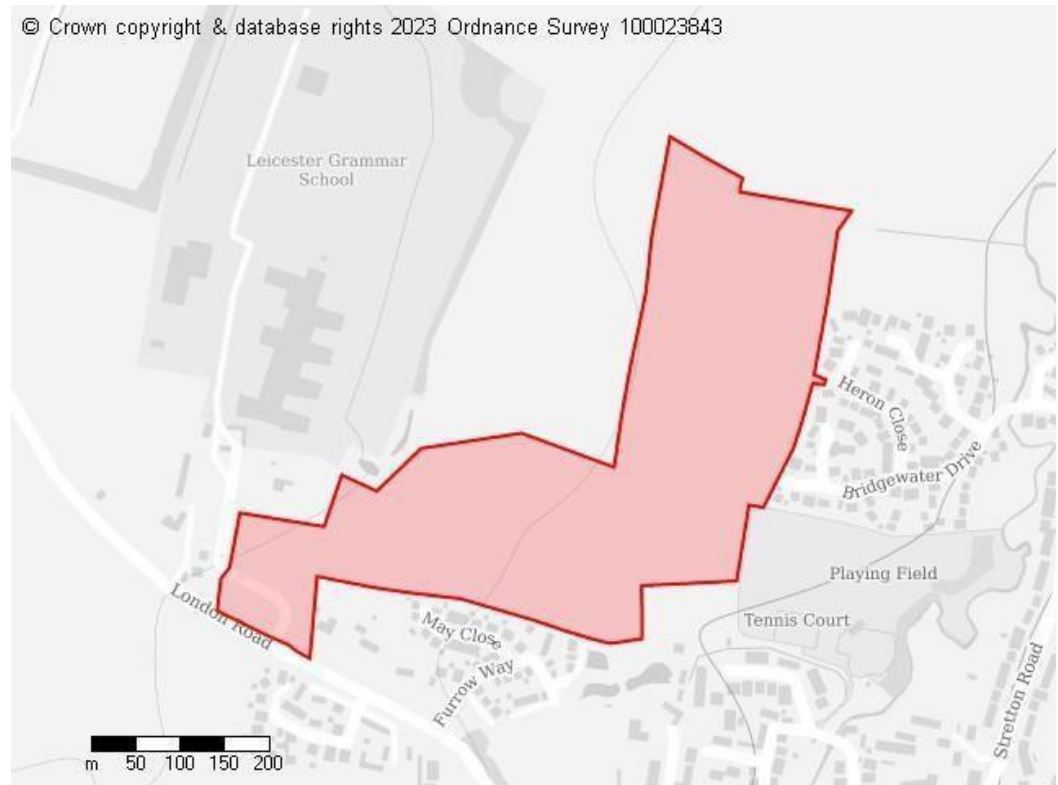 © Crown copyright & database rights 2023 Ordnance Survey 100023843
Leicester Grammar
School
Heron Close
Bridgewater Drive
Playing Field
London Road
Tennis Court
May Close
Furrow Way
Stretton Road
m 50 100 150 200